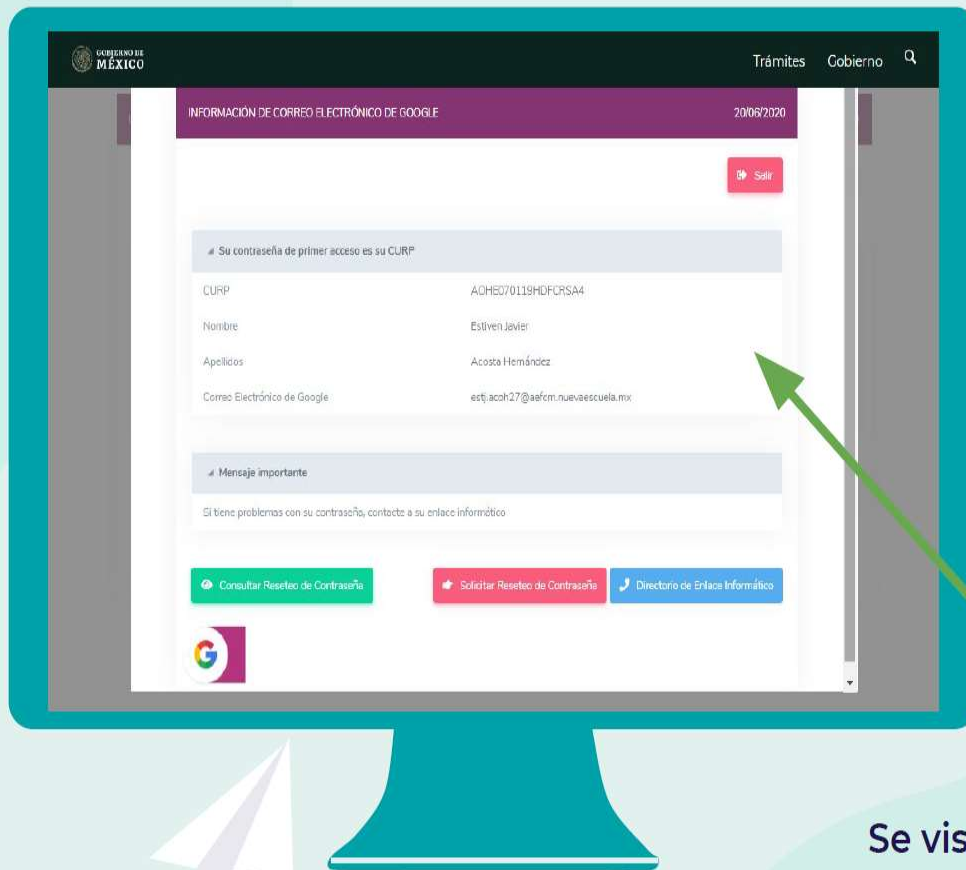 GOBIERNO DE
MÉXICO
Trámites Gobierno
INFORMACIÓN DE CORREO ELECTRÓNICO DE GOOGLE 20/06/2020
Salir
Su contraseña de primer acceso es su CURP
CURP AOHE070119HDFCRSA4
Nombre Estiven Javier
Apellidos Acosta Hernández
Correo Electrónico de Google estj.acoh27@aefcm.nuevaescuela.mx
Mensaje importante
Si tiene problemas con su contraseña, contacte a su enlace informático
Consultar Reseteo de Contraseña Solicitar Reseteo de Contraseña Directorio de Enlace Informático
G
Se vis